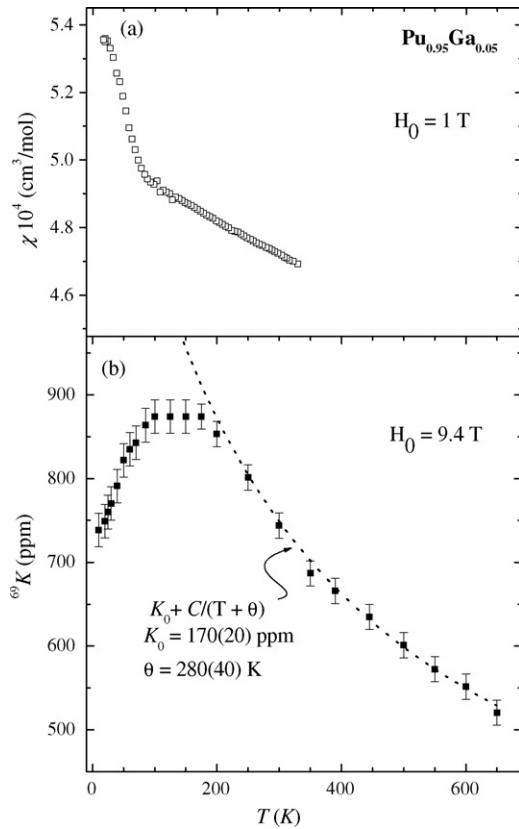 (a)
Pu₀.₉₅Ga₀.₀₅
H₀ = 1 T
5.4
5.2
5.0
4.8
4.6
χ10⁴ (cm³/mol)
(b)
H₀ = 9.4 T
900
800
700
600
500
⁶⁹K (ppm)
K₀ + C/(T + θ)
K₀ = 170(20) ppm
θ = 280(40) K
0 200 400 600
T (K)